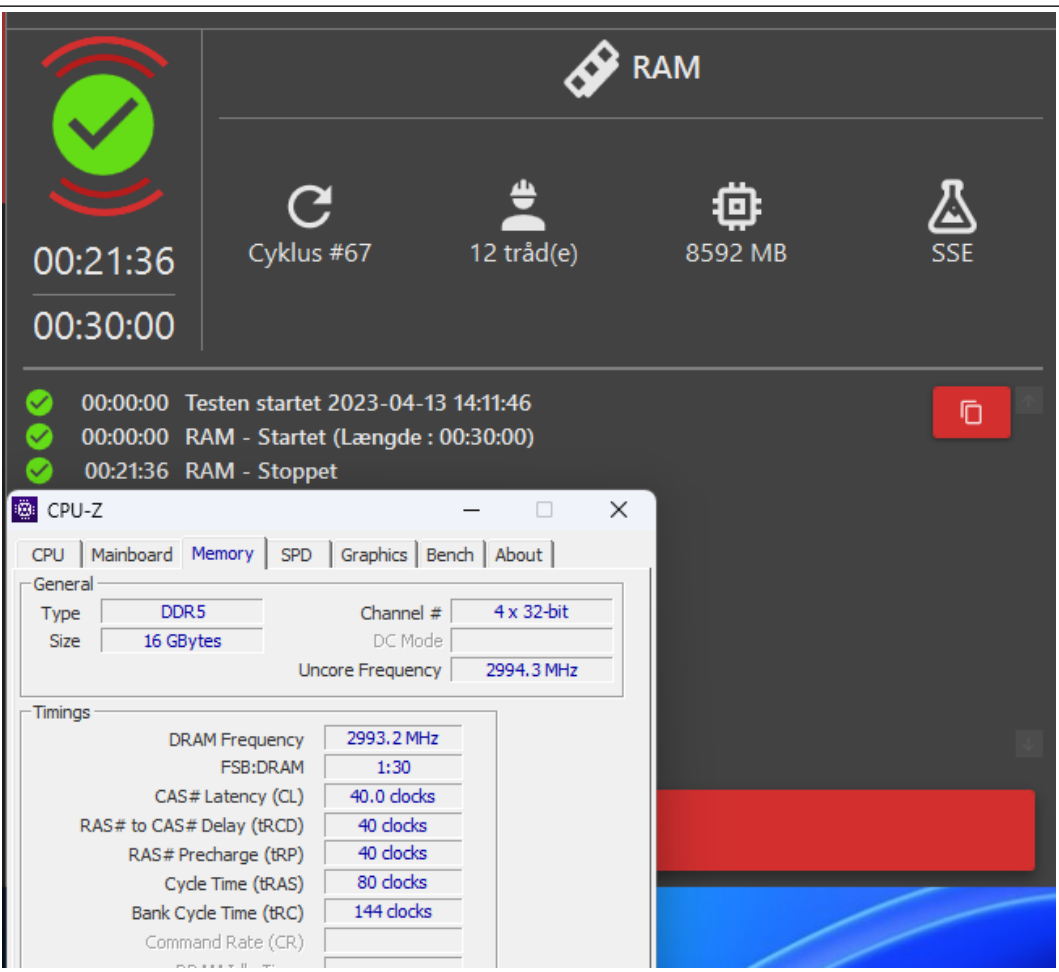 RAM
Cyklus #67
12 tråd(e)
8592 MB
SSE
00:21:36
00:30:00
00:00:00 Testen startet 2023-04-13 14:11:46
00:00:00 RAM - Startet (Længde : 00:30:00)
00:21:36 RAM - Stoppet
CPU-Z
CPU Mainboard Memory SPD Graphics Bench About
General
Type DDR5 Channel # 4 x 32-bit
Size 16 GBytes DC Mode
Uncore Frequency 2994.3 MHz
Timings
DRAM Frequency 2993.2 MHz
FSB:DRAM 1:30
CAS# Latency (CL) 40.0 clocks
RAS# to CAS# Delay (tRCD) 40 clocks
RAS# Precharge (tRP) 40 clocks
Cycle Time (tRAS) 80 clocks
Bank Cycle Time (tRC) 144 clocks
Command Rate (CR)